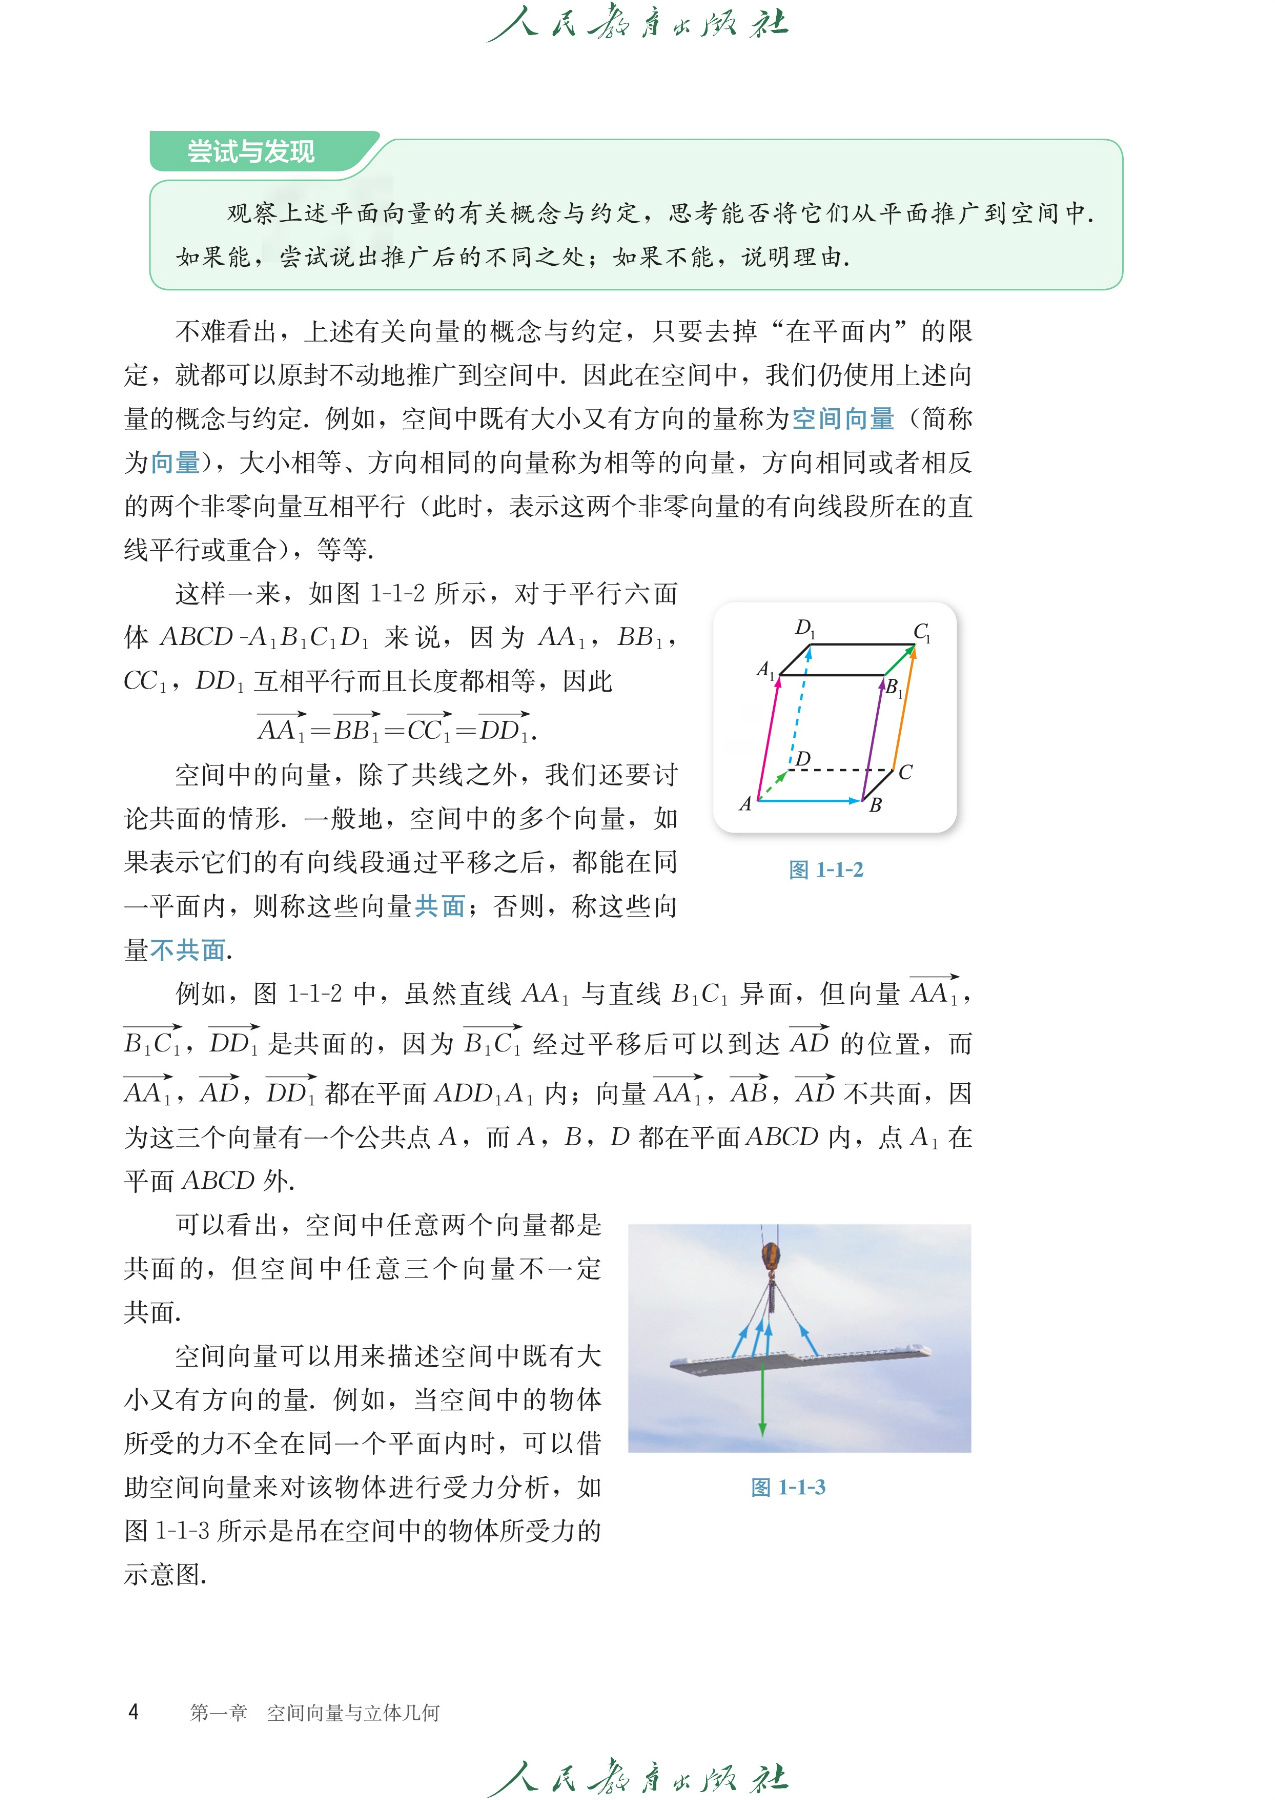 人民教育出版社
尝试与发现
观察上述平面向量的有关概念与约定，思考能否将它们从平面推广到空间中.
如果能，尝试说出推广后的不同之处；如果不能，说明理由.
不难看出，上述有关向量的概念与约定，只要去掉“在平面内”的限
定，就都可以原封不动地推广到空间中. 因此在空间中，我们仍使用上述向
量的概念与约定. 例如，空间中既有大小又有方向的量称为空间向量（简称
为向量），大小相等、方向相同的向量称为相等的向量，方向相同或者相反
的两个非零向量互相平行（此时，表示这两个非零向量的有向线段所在的直
线平行或重合），等等.
这样一来，如图 1-1-2 所示，对于平行六面
体 ABCD-A₁B₁C₁D₁ 来说，因为 AA₁，BB₁，
CC₁，DD₁ 互相平行而且长度都相等，因此
$\overrightarrow{AA_1}=\overrightarrow{BB_1}=\overrightarrow{CC_1}=\overrightarrow{DD_1}$.
空间中的向量，除了共线之外，我们还要讨
论共面的情形. 一般地，空间中的多个向量，如
果表示它们的有向线段通过平移之后，都能在同
一平面内，则称这些向量共面；否则，称这些向
量不共面.
D₁
C₁
A₁
B₁
D
C
A
B
图 1-1-2
例如，图 1-1-2 中，虽然直线 AA₁ 与直线 B₁C₁ 异面，但向量 $\overrightarrow{AA_1}$，
$\overrightarrow{B_1C_1}$，$\overrightarrow{DD_1}$ 是共面的，因为 $\overrightarrow{B_1C_1}$ 经过平移后可以到达 $\overrightarrow{AD}$ 的位置，而
$\overrightarrow{AA_1}$，$\overrightarrow{AD}$，$\overrightarrow{DD_1}$ 都在平面 ADD₁A₁ 内；向量 $\overrightarrow{AA_1}$，$\overrightarrow{AB}$，$\overrightarrow{AD}$ 不共面，因
为这三个向量有一个公共点 A，而 A，B，D 都在平面 ABCD 内，点 A₁ 在
平面 ABCD 外.
可以看出，空间中任意两个向量都是
共面的，但空间中任意三个向量不一定
共面.
空间向量可以用来描述空间中既有大
小又有方向的量. 例如，当空间中的物体
所受的力不全在同一个平面内时，可以借
助空间向量来对该物体进行受力分析，如
图 1-1-3 所示是吊在空间中的物体所受力的
示意图.
图 1-1-3
4 第一章 空间向量与立体几何
人民教育出版社